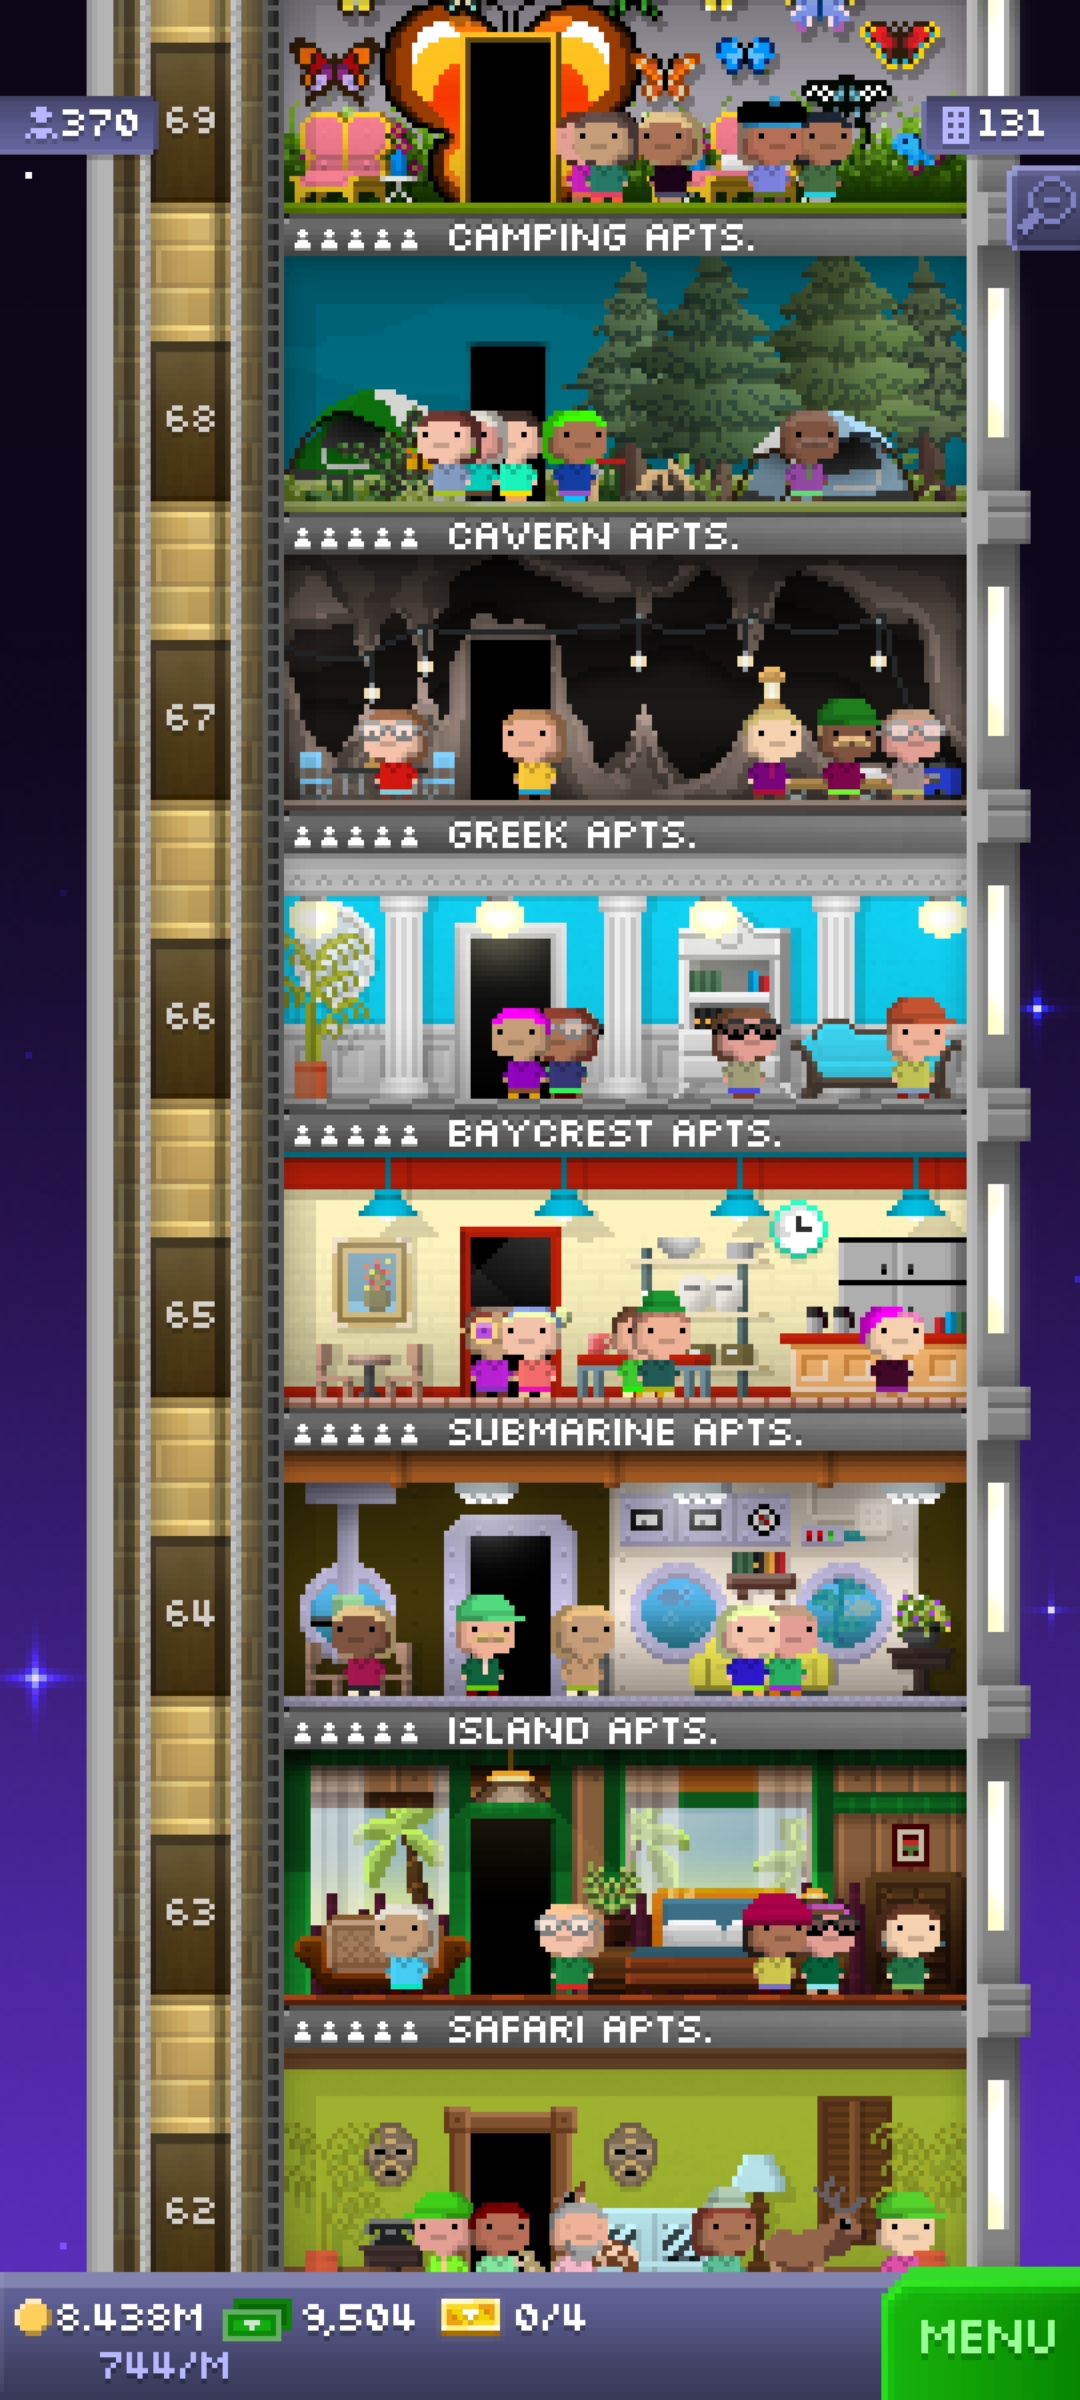 69
370
131
CAMPING APTS.
68
CAVERN APTS.
67
GREEK APTS.
66
BAYCREST APTS.
65
SUBMARINE APTS.
64
ISLAND APTS.
63
SAFARI APTS.
62
8.438M 9,504 0/4
744/M
MENU